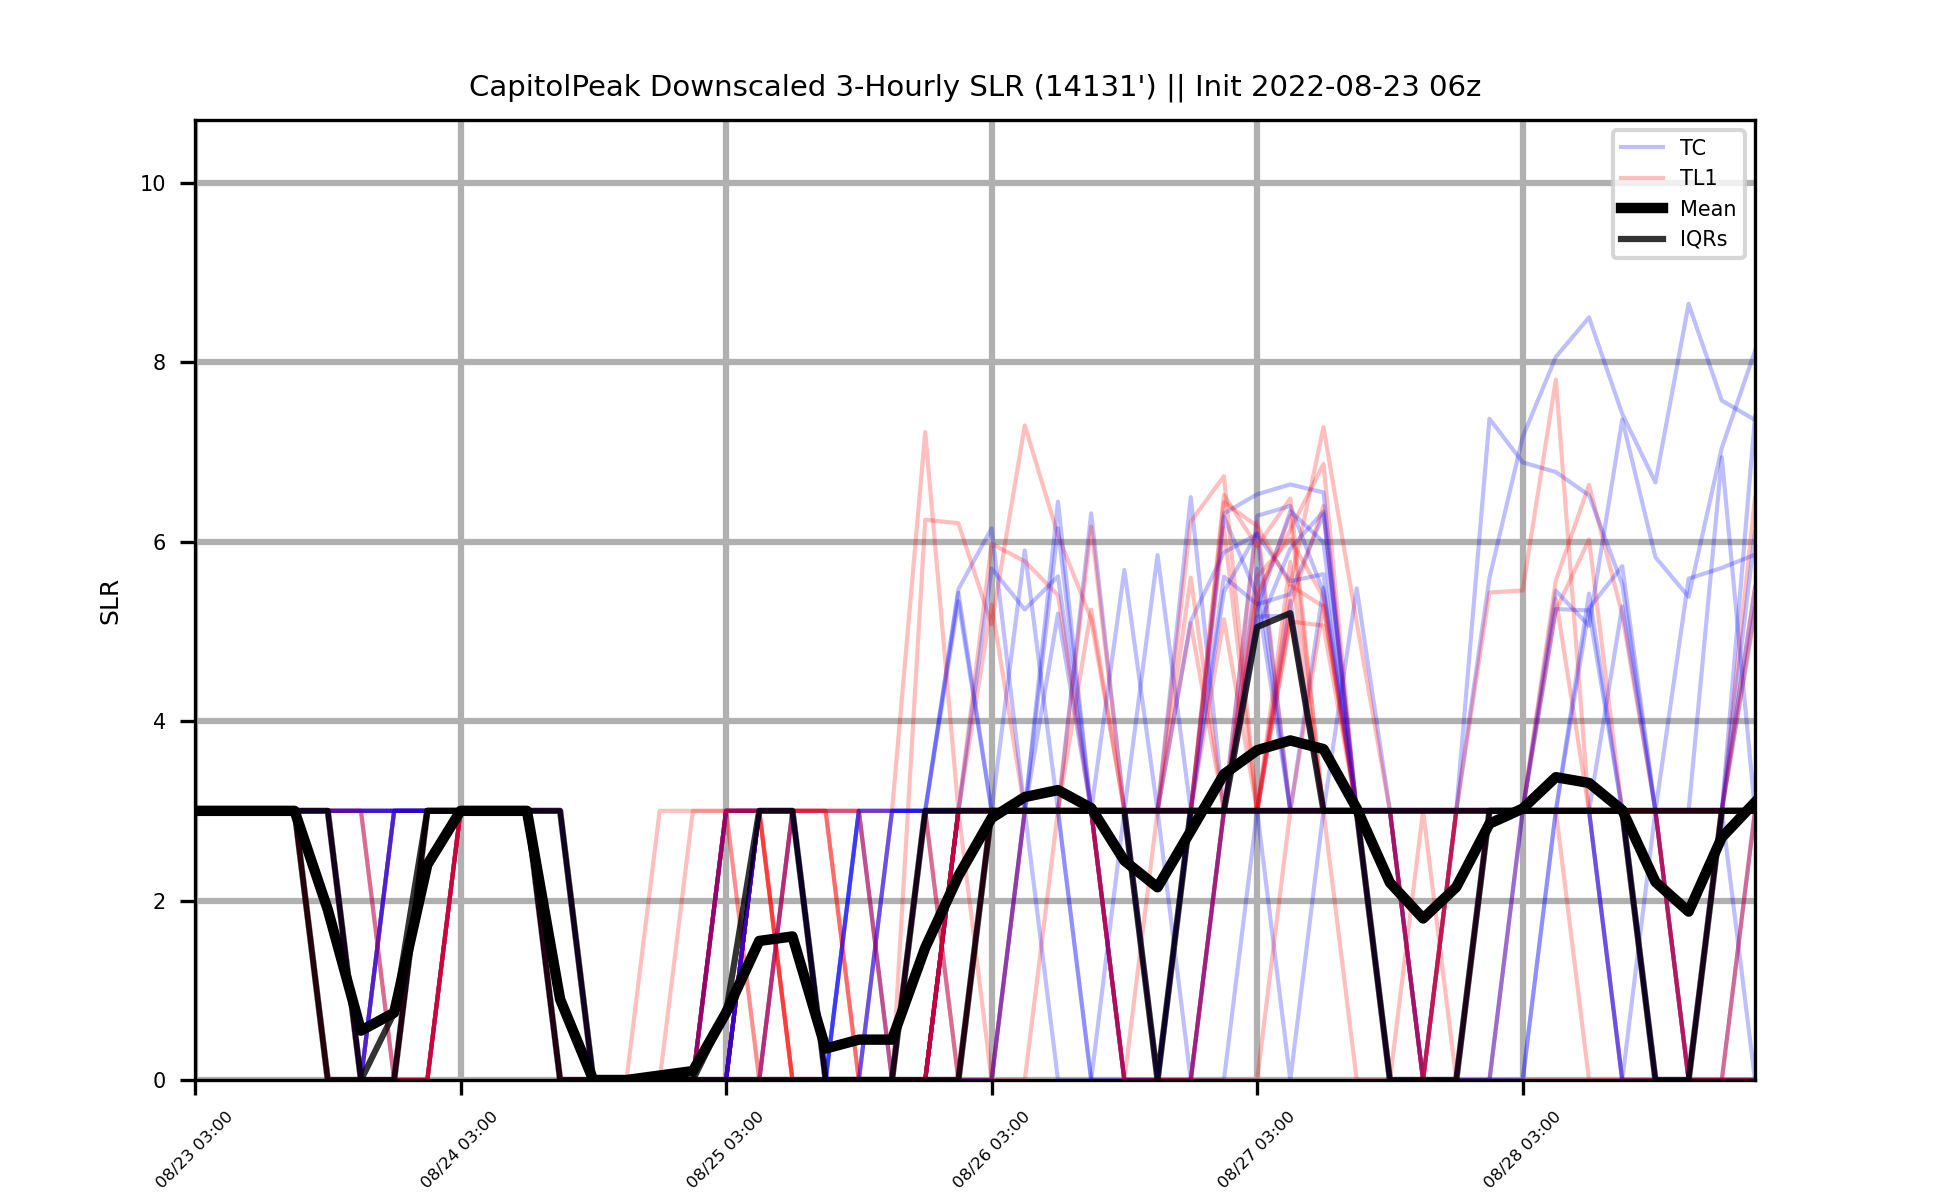 CapitolPeak Downscaled 3-Hourly SLR (14131') || Init 2022-08-23 06z
TC
TL1
Mean
IQRs
10
8
6
4
2
0
SLR
08/23 03:00
08/24 03:00
08/25 03:00
08/26 03:00
08/27 03:00
08/28 03:00